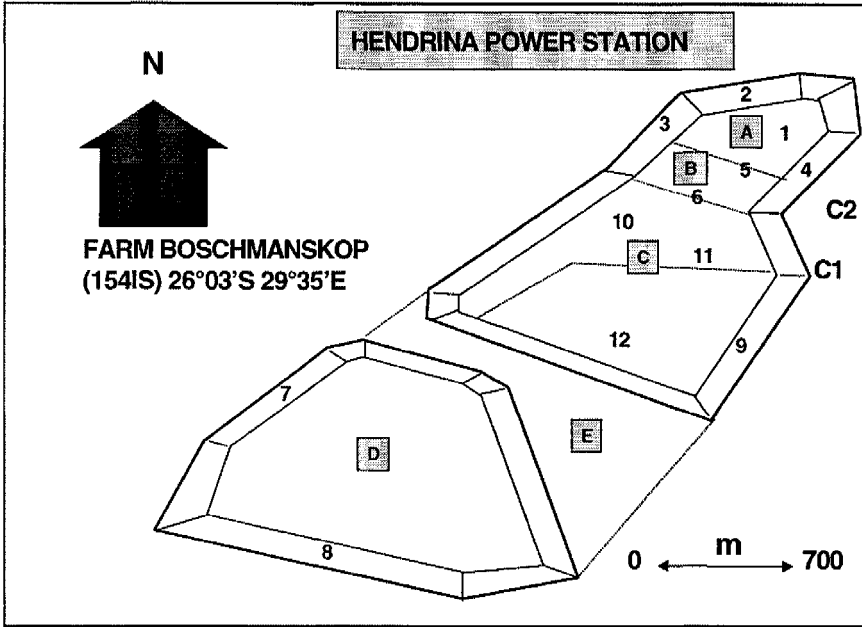 HENDRINA POWER STATION
N
FARM BOSCHMANSKOP
(154IS) 26°03'S 29°35'E
2
3
A
1
B
5
4
6
C2
10
C
11
C1
12
9
7
E
D
8
0
m
700